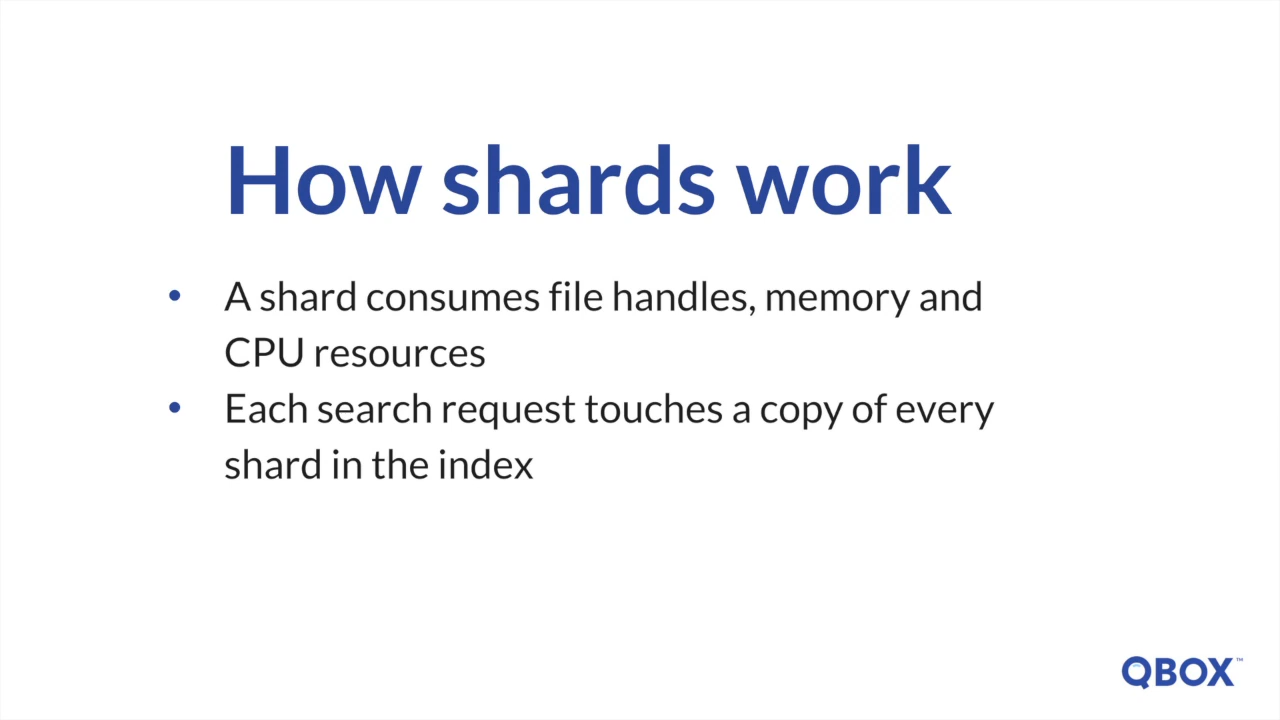 How shards work
• A shard consumes file handles, memory and
CPU resources
• Each search request touches a copy of every
shard in the index
QBOX™